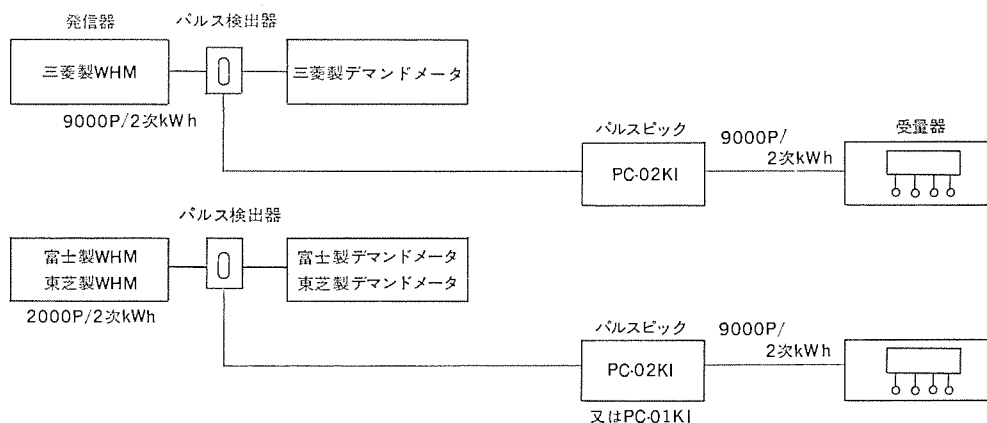 発信器
パルス検出器
三菱製WHM
三菱製デマンドメータ
9000P/2次kWh
パルスピック
9000P/
2次kWh
受量器
PC-02KI
パルス検出器
富士製WHM
東芝製WHM
富士製デマンドメータ
東芝製デマンドメータ
2000P/2次kWh
パルスピック
9000P/
2次kWh
PC-02KI
又はPC-01KI